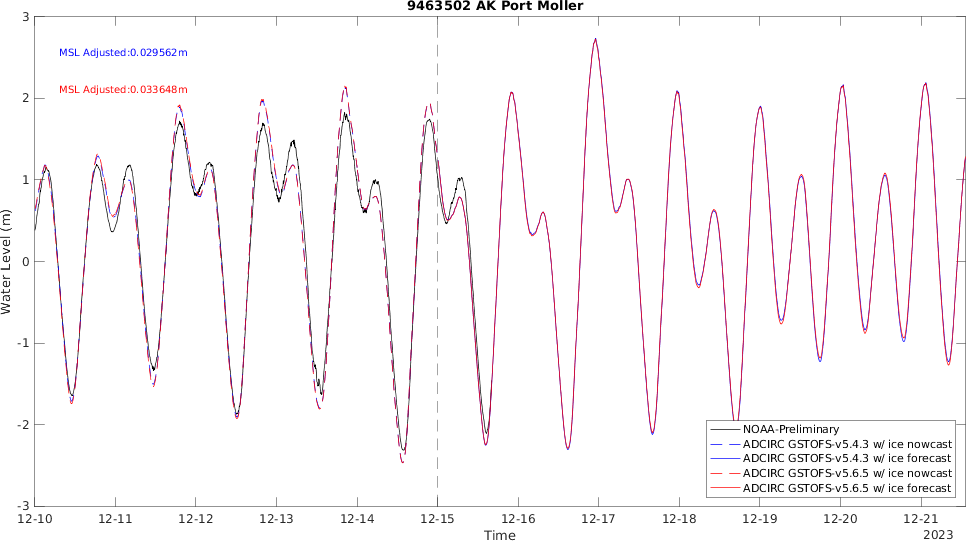 9463502 AK Port Moller
MSL Adjusted:0.029562m
MSL Adjusted:0.033648m
Water Level (m)
3
2
1
0
-1
-2
-3
NOAA-Preliminary
ADCIRC GSTOFS-v5.4.3 w/ ice nowcast
ADCIRC GSTOFS-v5.4.3 w/ ice forecast
ADCIRC GSTOFS-v5.6.5 w/ ice nowcast
ADCIRC GSTOFS-v5.6.5 w/ ice forecast
12-10 12-11 12-12 12-13 12-14 12-15 12-16 12-17 12-18 12-19 12-20 12-21
Time
2023